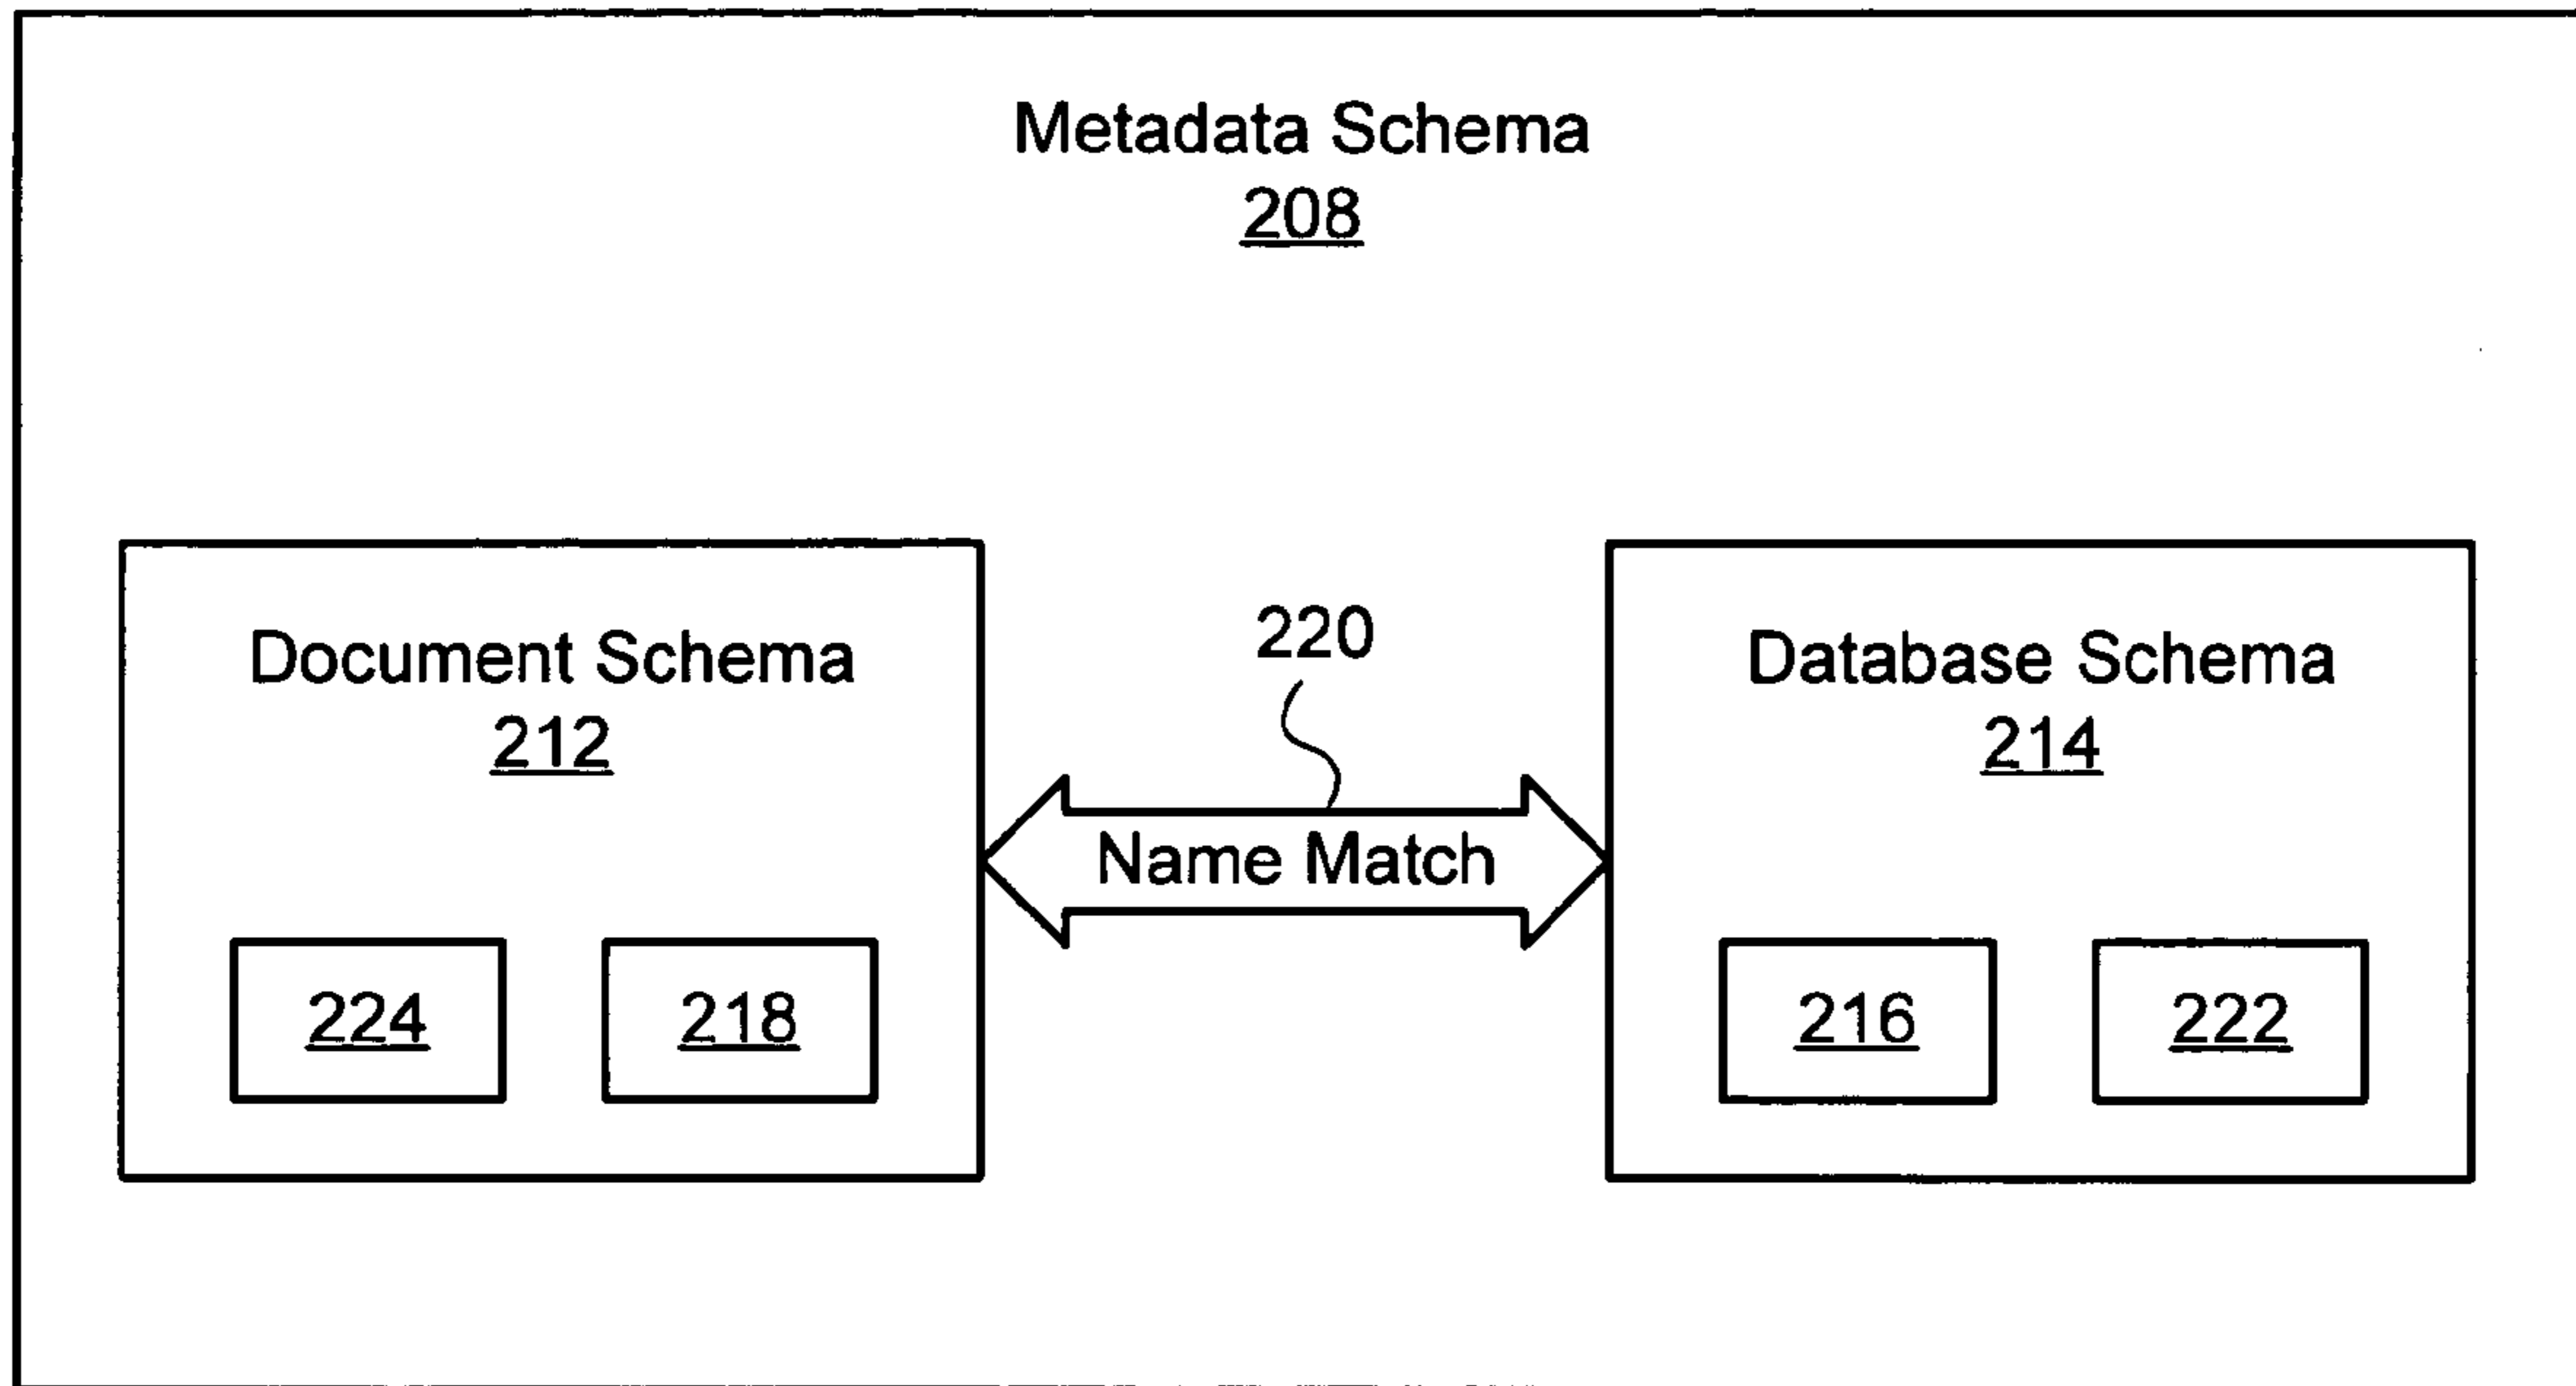 Metadata Schema
208
Document Schema
212
224
218
220
Name Match
Database Schema
214
216
222